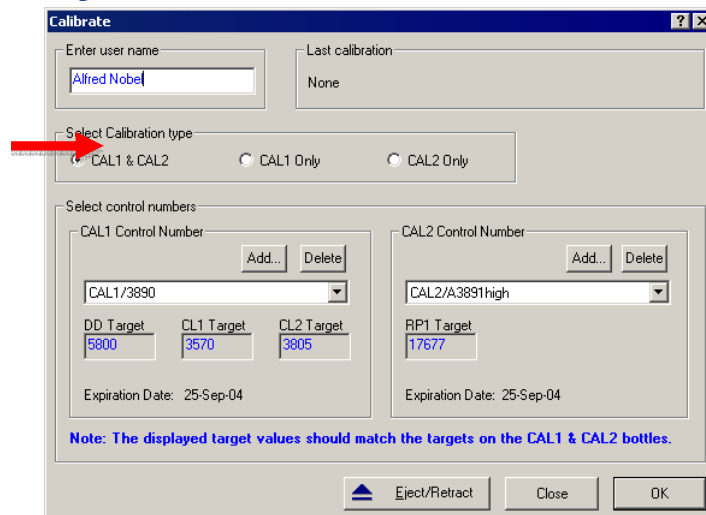 Calibrate
Enter user name
Alfred Nobel
Last calibration
None
Select Calibration type
CAL1 & CAL2 CAL1 Only CAL2 Only
Select control numbers
CAL1 Control Number
Add... Delete
CAL1/3890
DD Target CL1 Target CL2 Target
5800 3570 3805
Expiration Date: 25-Sep-04
CAL2 Control Number
Add... Delete
CAL2/A3891high
RP1 Target
17677
Expiration Date: 25-Sep-04
Note: The displayed target values should match the targets on the CAL1 & CAL2 bottles.
Eject/Retract Close OK